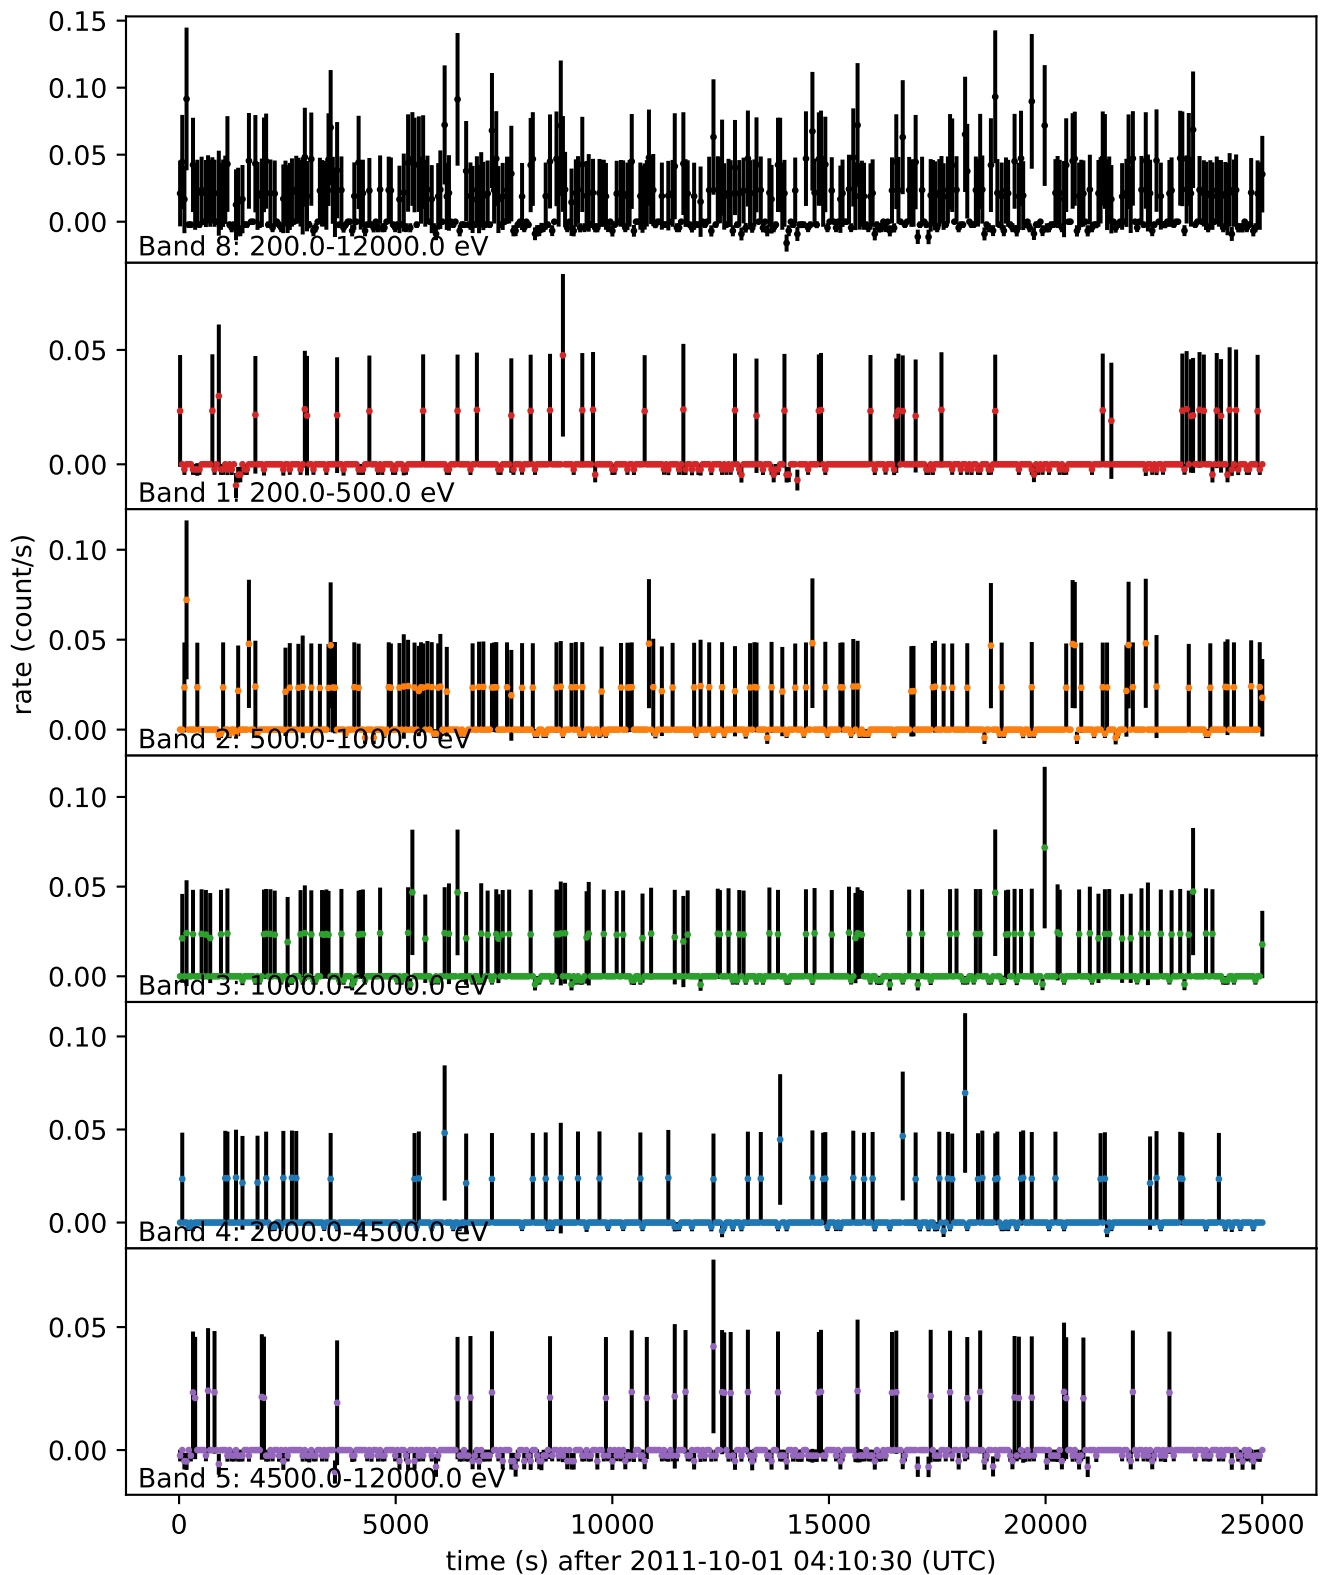 0.15
0.10
0.05
0.00
Band 8: 200.0-12000.0 eV
0.05
0.00
Band 1: 200.0-500.0 eV
0.10
0.05
0.00
Band 2: 500.0-1000.0 eV
rate (count/s)
0.10
0.05
0.00
Band 3: 1000.0-2000.0 eV
0.10
0.05
0.00
Band 4: 2000.0-4500.0 eV
0.05
0.00
Band 5: 4500.0-12000.0 eV
0 5000 10000 15000 20000 25000
time (s) after 2011-10-01 04:10:30 (UTC)